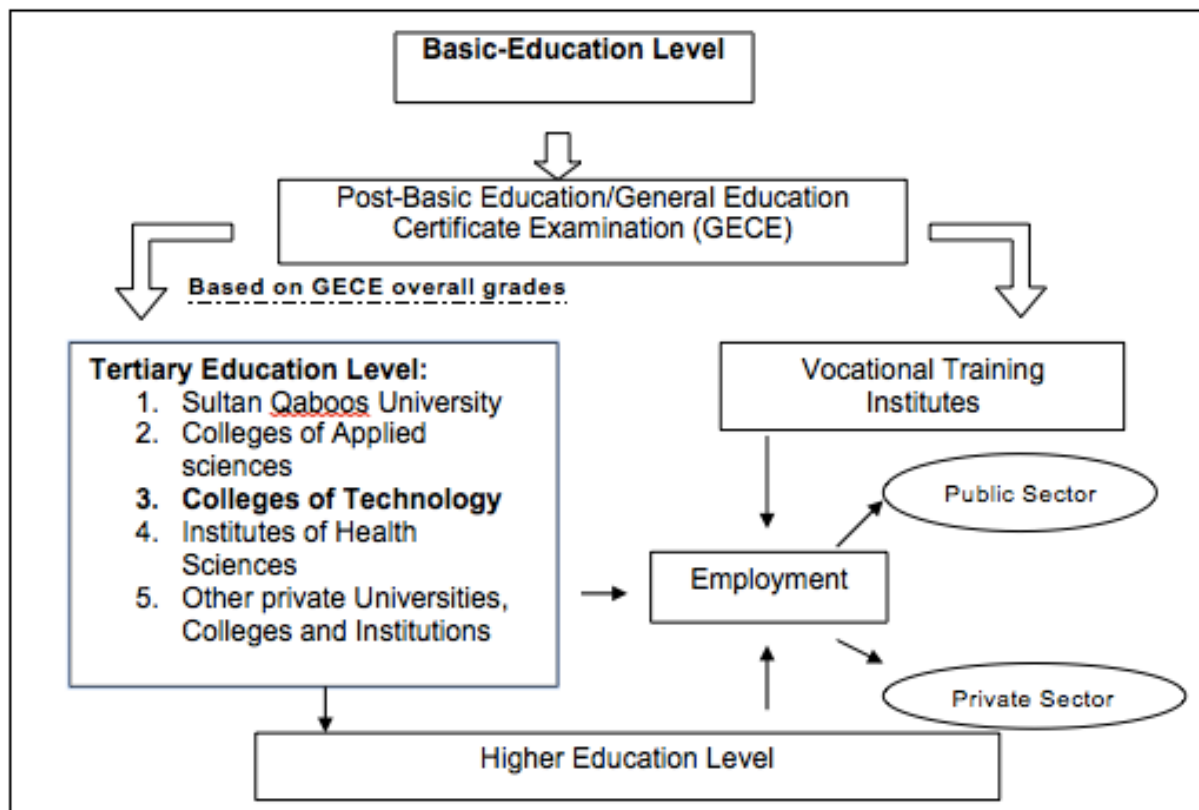 Basic-Education Level
Post-Basic Education/General Education
Certificate Examination (GECE)
Based on GECE overall grades
Tertiary Education Level:
1. Sultan Qaboos University
2. Colleges of Applied
sciences
3. Colleges of Technology
4. Institutes of Health
Sciences
5. Other private Universities,
Colleges and Institutions
Vocational Training
Institutes
Public Sector
Employment
Private Sector
Higher Education Level